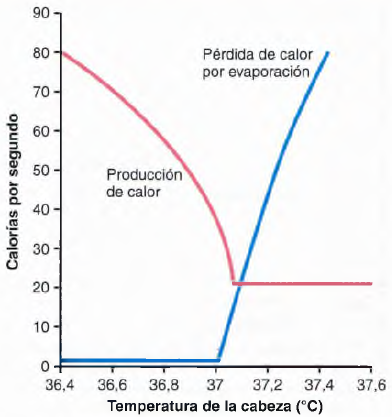 90
80
70
60
50
40
30
20
10
0
Calorías por segundo
Pérdida de calor
por evaporación
Producción
de calor
36,4 36,6 36,8 37 37,2 37,4 37,6
Temperatura de la cabeza (°C)